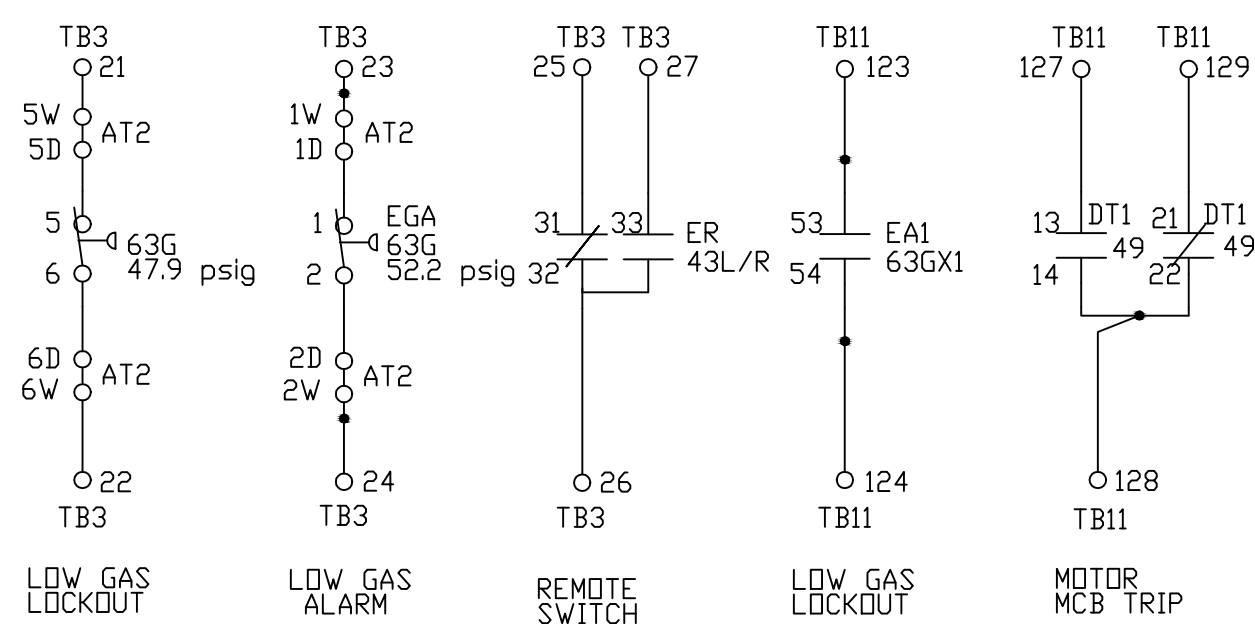 TB3
21
5W
AT2
5D
5
63G
6
47.9 psig
6D
AT2
6W
22
TB3
LOW GAS
LOCKOUT
TB3
23
1W
AT2
1D
1
EGA
63G
2
52.2 psig
2D
AT2
2W
24
TB3
LOW GAS
ALARM
TB3 TB3
25 27
31 33
ER
43L/R
32
26
TB3
REMOTE
SWITCH
TB11
123
53
EA1
54
63GX1
124
TB11
LOW GAS
LOCKOUT
TB11 TB11
127 129
13 DT1 21 DT1
49 49
14 22
128
TB11
MOTOR
MCB TRIP